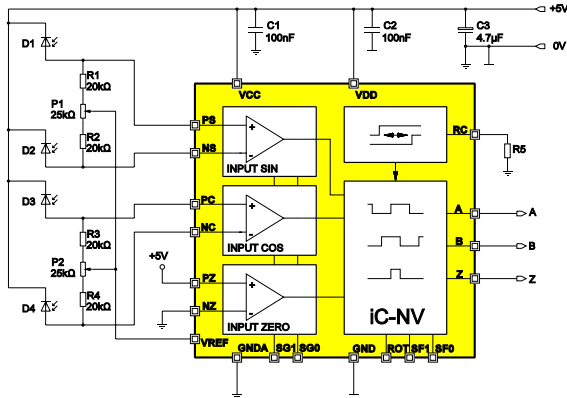 +5V
C1
100nF
C2
100nF
C3
4.7µF
0V
D1
R1
20kΩ
P1
25kΩ
R2
20kΩ
D2
D3
R3
20kΩ
P2
25kΩ
R4
20kΩ
D4
VCC
VDD
PS
NS
INPUT SIN
RC
R5
PC
NC
INPUT COS
A
A
B
B
+5V
PZ
NZ
INPUT ZERO
Z
Z
iC-NV
VREF
GNDA
SG1
SG0
GND
ROT
SF1
SF0